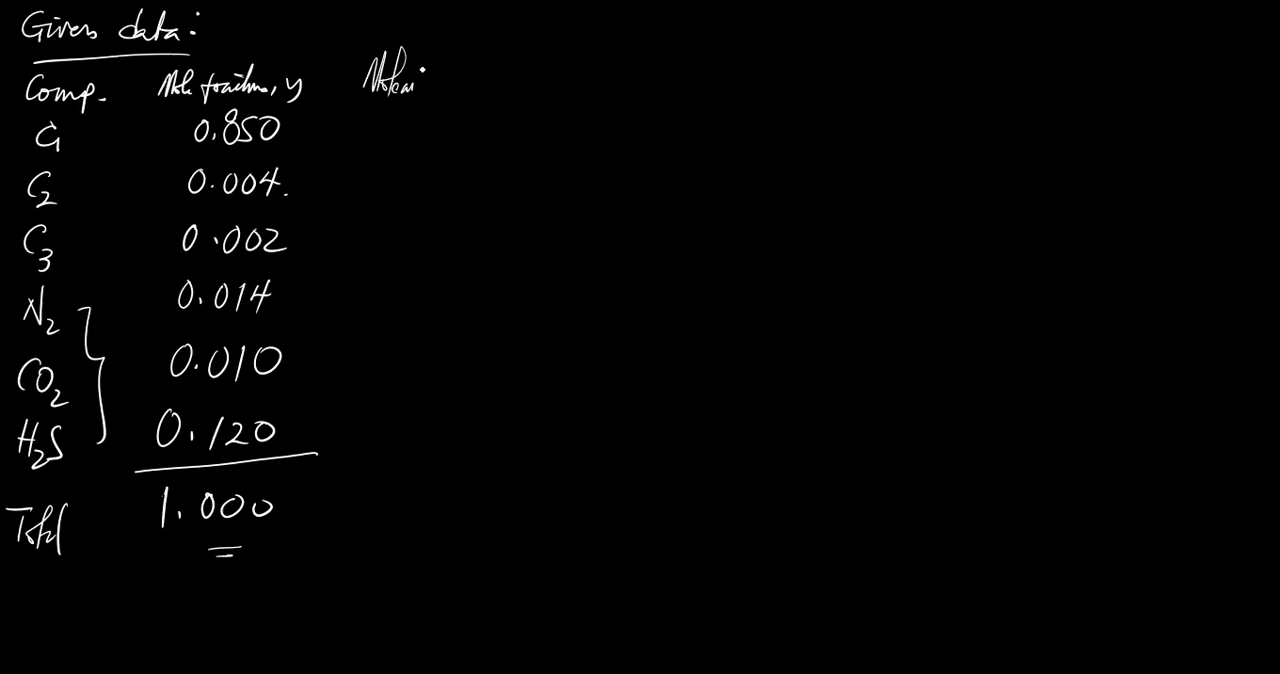 Given data:
Comp. Mole fraction, y
C1 0.850
C2 0.004.
C3 0.002
N2 0.014
CO2 0.010
H2S 0.120
Total 1.000